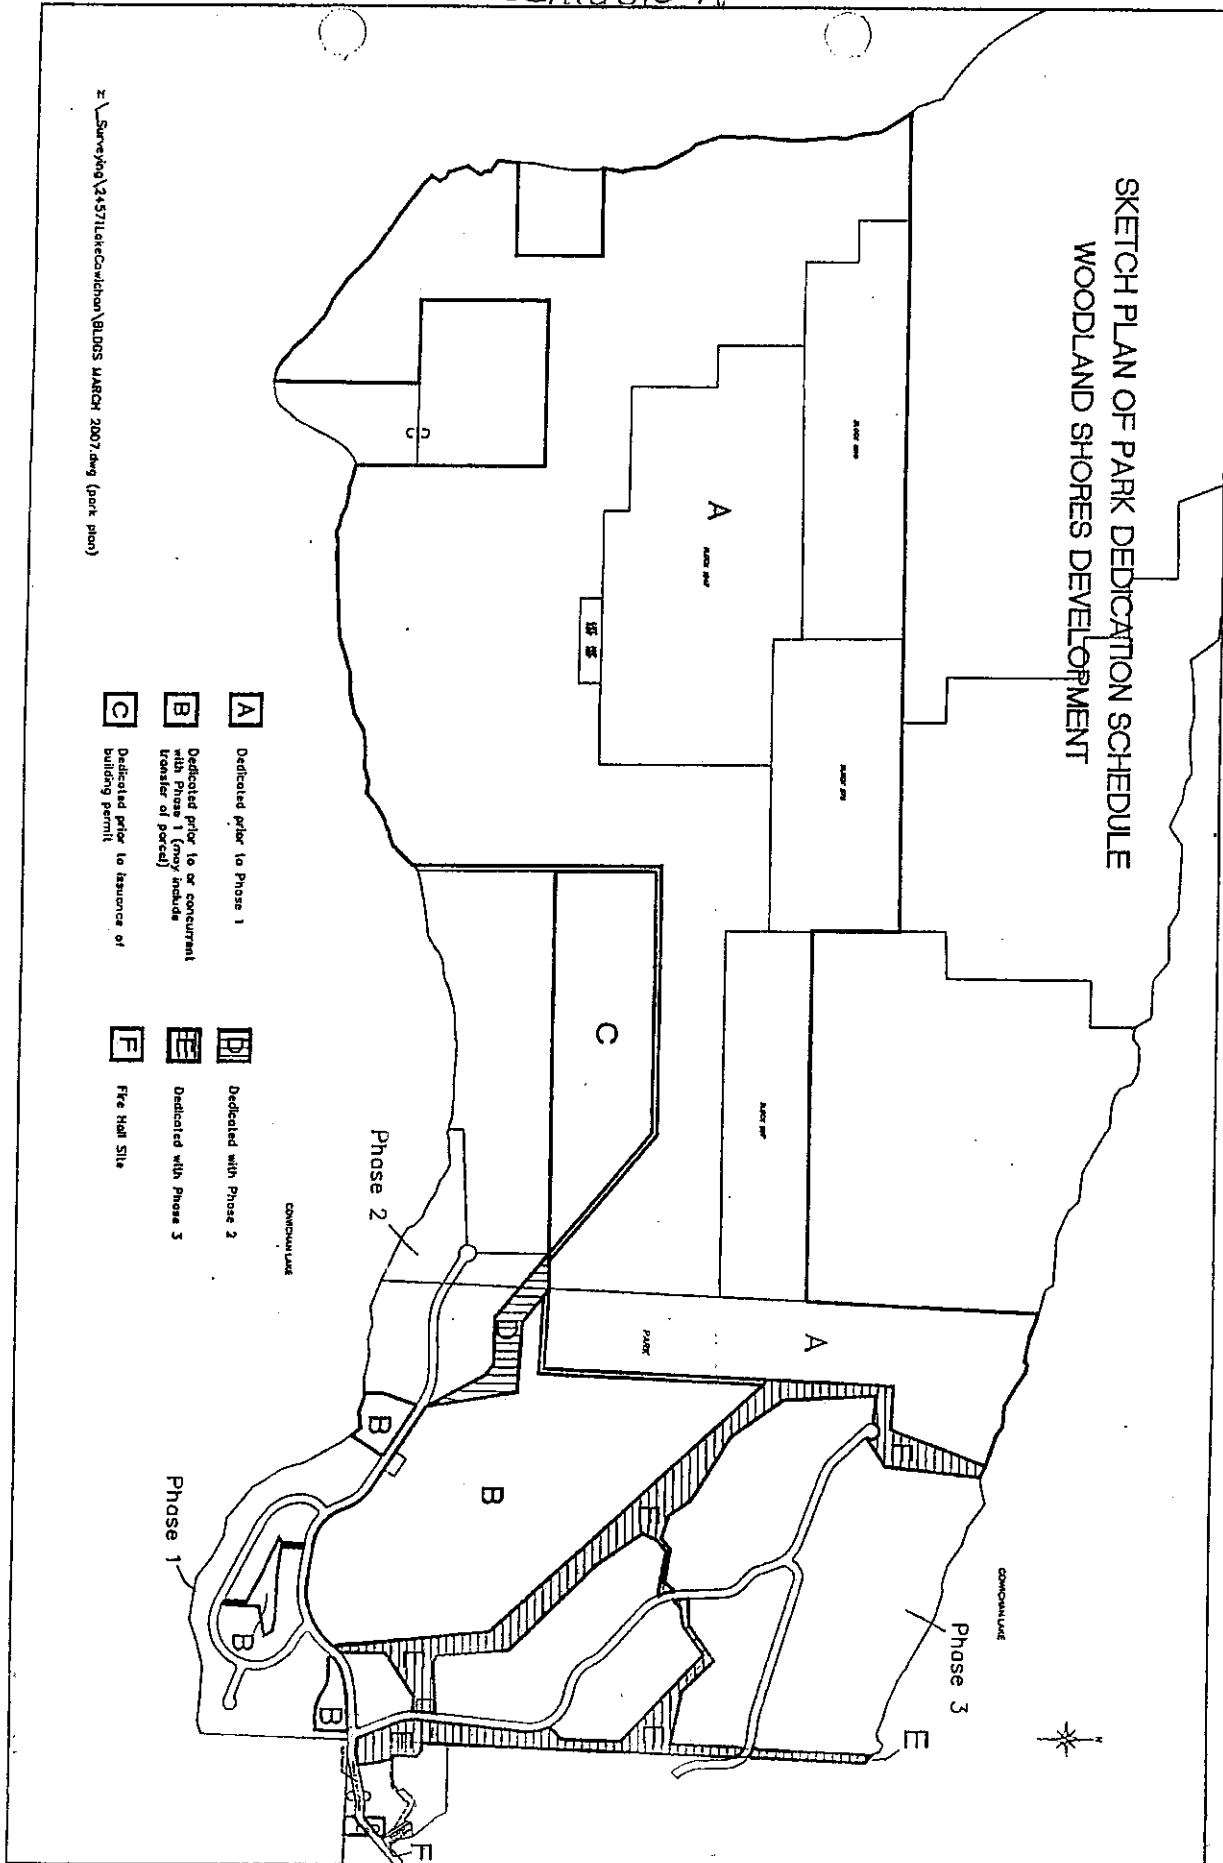 SKETCH PLAN OF PARK DEDICATION SCHEDULE
WOODLAND SHORES DEVELOPMENT
A
C
A
PARK
B
B
B
B
D
E
E
E
E
E
F
Phase 1
Phase 2
Phase 3
COWICHAN LAKE
COWICHAN LAKE
N
A Dedicated prior to Phase 1
B Dedicated prior to or concurrent
with Phase 1 (may include
transfer of parcel)
C Dedicated prior to issuance of
building permit
D Dedicated with Phase 2
E Dedicated with Phase 3
F Fire Hall Site
z:\_Surveying\24571LakeCowichan\BLDGS MARCH 2007.dwg (park plan)